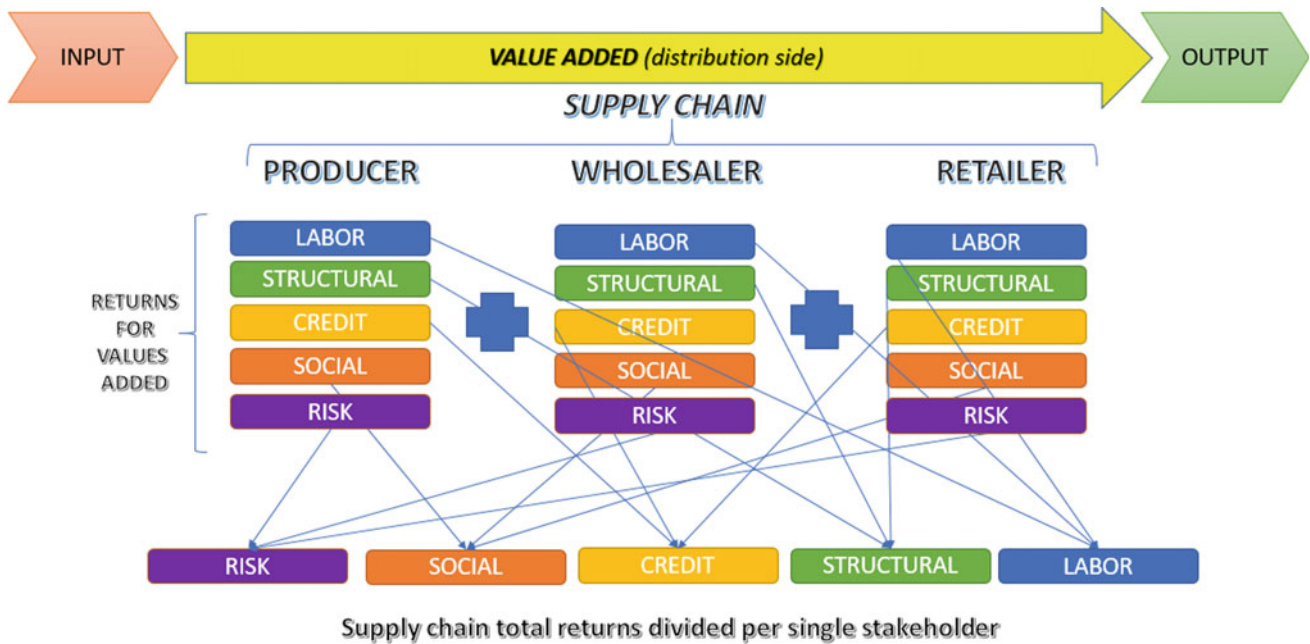 INPUT
VALUE ADDED (distribution side)
OUTPUT
SUPPLY CHAIN
PRODUCER
WHOLESALER
RETAILER
RETURNS
FOR
VALUES
ADDED
LABOR
STRUCTURAL
CREDIT
SOCIAL
RISK
LABOR
STRUCTURAL
CREDIT
SOCIAL
RISK
LABOR
STRUCTURAL
CREDIT
SOCIAL
RISK
RISK
SOCIAL
CREDIT
STRUCTURAL
LABOR
Supply chain total returns divided per single stakeholder